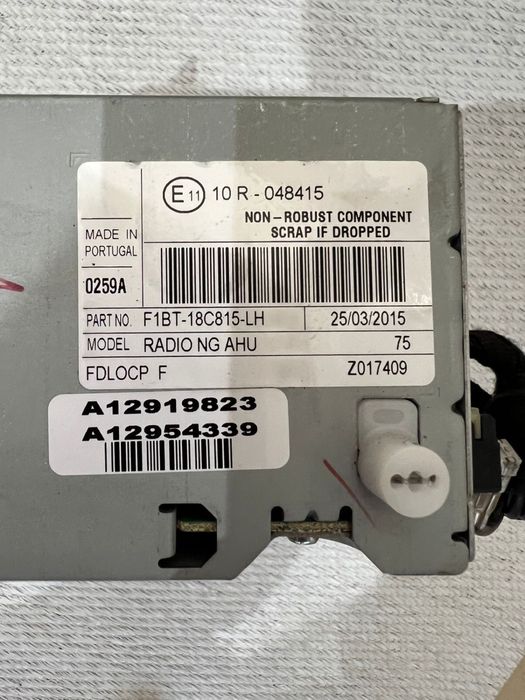 E 11 10 R - 048415
NON - ROBUST COMPONENT
SCRAP IF DROPPED
MADE IN
PORTUGAL
0259A
PART NO. F1BT-18C815-LH 25/03/2015
MODEL RADIO NG AHU 75
FDLOCP F Z017409
A12919823
A12954339